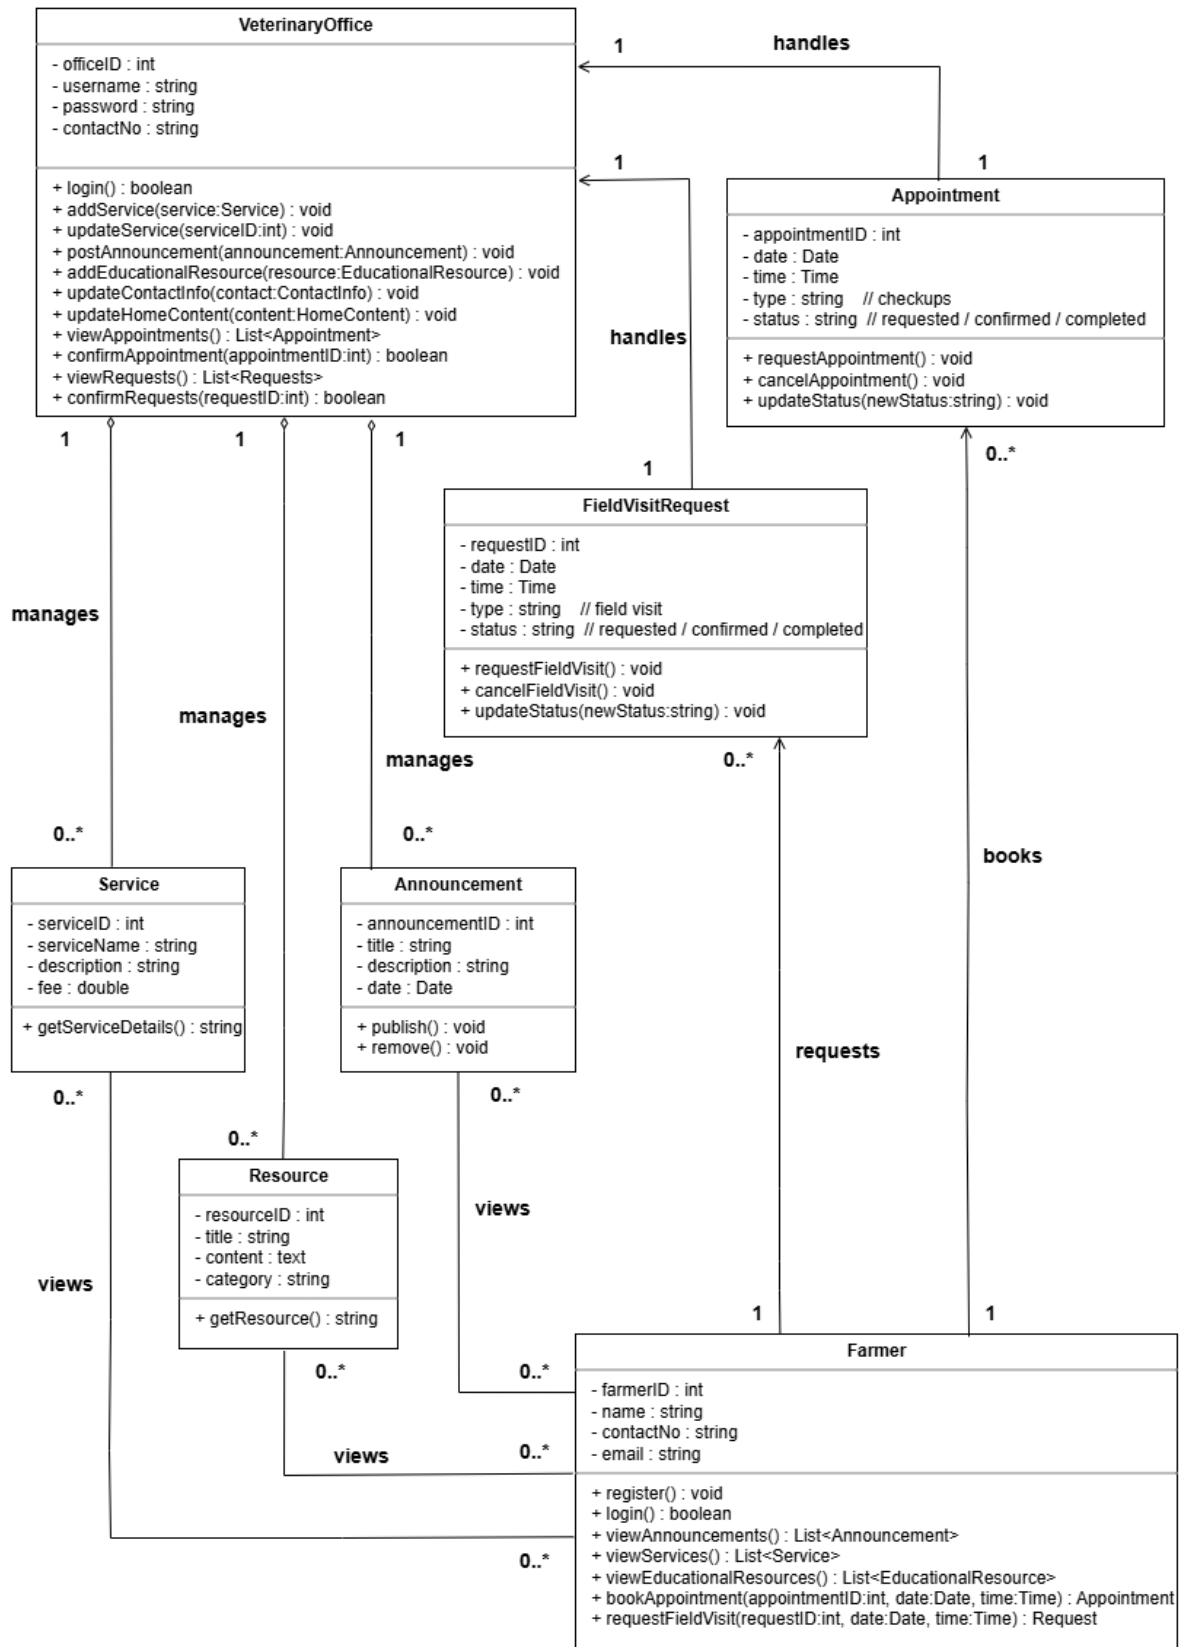 VeterinaryOffice
- officeID : int
- username : string
- password : string
- contactNo : string
+ login() : boolean
+ addService(service:Service) : void
+ updateService(serviceID:int) : void
+ postAnnouncement(announcement:Announcement) : void
+ addEducationalResource(resource:EducationalResource) : void
+ updateContactInfo(contact:ContactInfo) : void
+ updateHomeContent(content:HomeContent) : void
+ viewAppointments() : List<Appointment>
+ confirmAppointment(appointmentID:int) : boolean
+ viewRequests() : List<Requests>
+ confirmRequests(requestID:int) : boolean
1
handles
1
1
handles
1
Appointment
- appointmentID : int
- date : Date
- time : Time
- type : string // checkups
- status : string // requested / confirmed / completed
+ requestAppointment() : void
+ cancelAppointment() : void
+ updateStatus(newStatus:string) : void
0..*
1
1
1
FieldVisitRequest
- requestID : int
- date : Date
- time : Time
- type : string // field visit
- status : string // requested / confirmed / completed
+ requestFieldVisit() : void
+ cancelFieldVisit() : void
+ updateStatus(newStatus:string) : void
0..*
manages
manages
manages
0..*
0..*
books
Service
- serviceID : int
- serviceName : string
- description : string
- fee : double
+ getServiceDetails() : string
0..*
Announcement
- announcementID : int
- title : string
- description : string
- date : Date
+ publish() : void
+ remove() : void
0..*
requests
0..*
Resource
- resourceID : int
- title : string
- content : text
- category : string
+ getResource() : string
0..*
views
views
views
1
1
0..*
0..*
0..*
Farmer
- farmerID : int
- name : string
- contactNo : string
- email : string
+ register() : void
+ login() : boolean
+ viewAnnouncements() : List<Announcement>
+ viewServices() : List<Service>
+ viewEducationalResources() : List<EducationalResource>
+ bookAppointment(appointmentID:int, date:Date, time:Time) : Appointment
+ requestFieldVisit(requestID:int, date:Date, time:Time) : Request